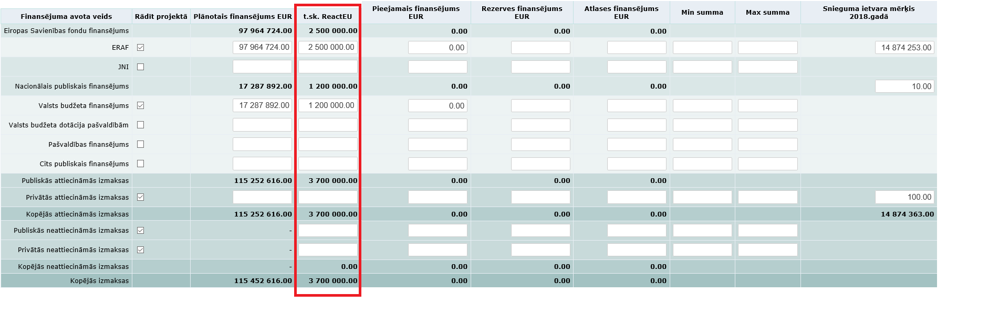 Finansējuma avota veids Rādīt projektā Plānotais finansējums EUR t.sk. ReactEU Pieejamais finansējums EUR Rezerves finansējums EUR Atlases finansējums EUR Min summa Max summa Snieguma ietvara mērķis 2018.gadā
Eiropas Savienības fondu finansējums 97 964 724.00 2 500 000.00 0.00 0.00 0.00
ERAF 97 964 724.00 2 500 000.00 0.00 14 874 253.00
JNI
Nacionālais publiskais finansējums 17 287 892.00 1 200 000.00 0.00 0.00 0.00 10.00
Valsts budžeta finansējums 17 287 892.00 1 200 000.00 0.00
Valsts budžeta dotācija pašvaldībām
Pašvaldības finansējums
Cits publiskais finansējums
Publiskās attiecināmās izmaksas 115 252 616.00 3 700 000.00 0.00 0.00 0.00
Privātās attiecināmās izmaksas 100.00
Kopējās attiecināmās izmaksas 115 252 616.00 3 700 000.00 0.00 0.00 0.00 14 874 363.00
Publiskās neattiecināmās izmaksas -
Privātās neattiecināmās izmaksas -
Kopējās neattiecināmās izmaksas - 0.00 0.00 0.00 0.00
Kopējās izmaksas 115 452 616.00 3 700 000.00 0.00 0.00 0.00